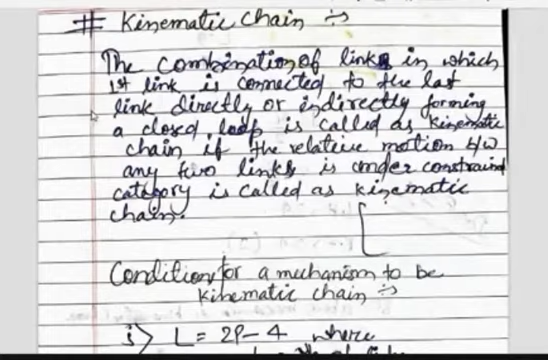 # Kinematic Chain :->
The combination of links in which
1st link is connected to the last
link directly or indirectly forming
a closed loop is called as Kinematic
chain if the relative motion b/w
any two links is under constraind
category is called as kinematic
chain.
Condition for a mechanism to be
kinematic chain :->
i> L = 2P - 4 where